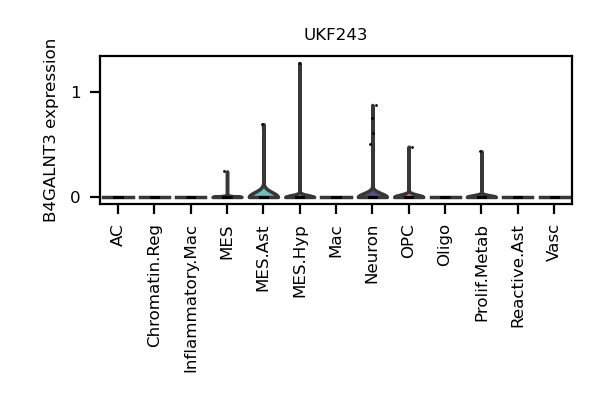 UKF243
B4GALNT3 expression
1
0
AC
Chromatin.Reg
Inflammatory.Mac
MES
MES.Ast
MES.Hyp
Mac
Neuron
OPC
Oligo
Prolif.Metab
Reactive.Ast
Vasc